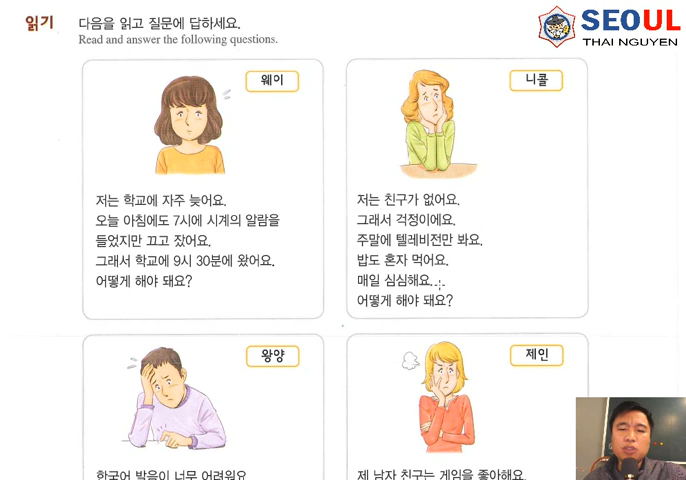 읽기
다음을 읽고 질문에 답하세요.
Read and answer the following questions.
SEOUL
THAI NGUYEN
웨이
저는 학교에 자주 늦어요.
오늘 아침에도 7시에 시계의 알람을
들었지만 끄고 잤어요.
그래서 학교에 9시 30분에 왔어요.
어떻게 해야 돼요?
니콜
저는 친구가 없어요.
그래서 걱정이에요.
주말에 텔레비전만 봐요.
밥도 혼자 먹어요.
매일 심심해요.
어떻게 해야 돼요?
왕양
한국어 발음이 너무 어려워요
제인
제 남자 친구는 게임을 좋아해요.